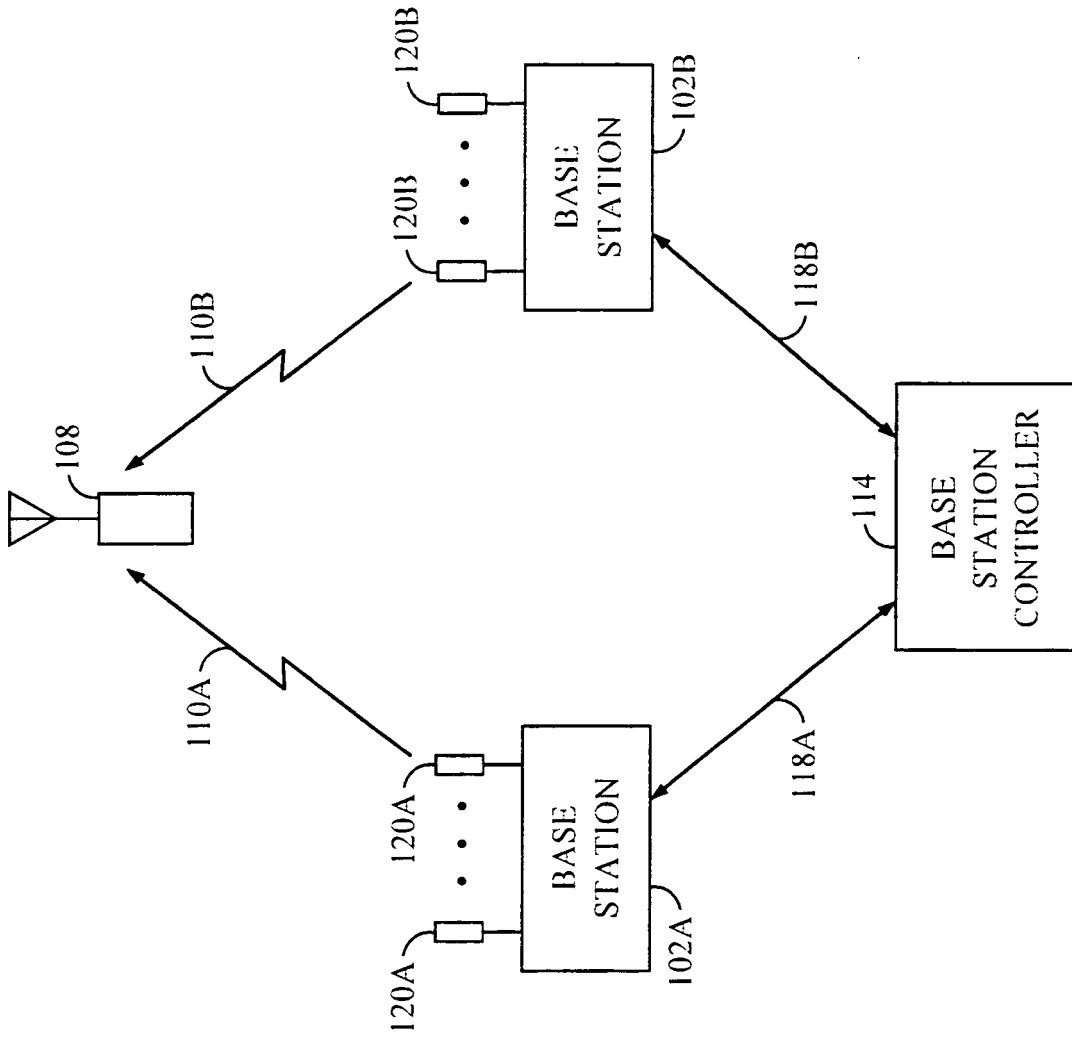 108
110A
110B
120A
120A
120B
120B
BASE
STATION
BASE
STATION
102A
102B
118A
118B
114
BASE
STATION
CONTROLLER